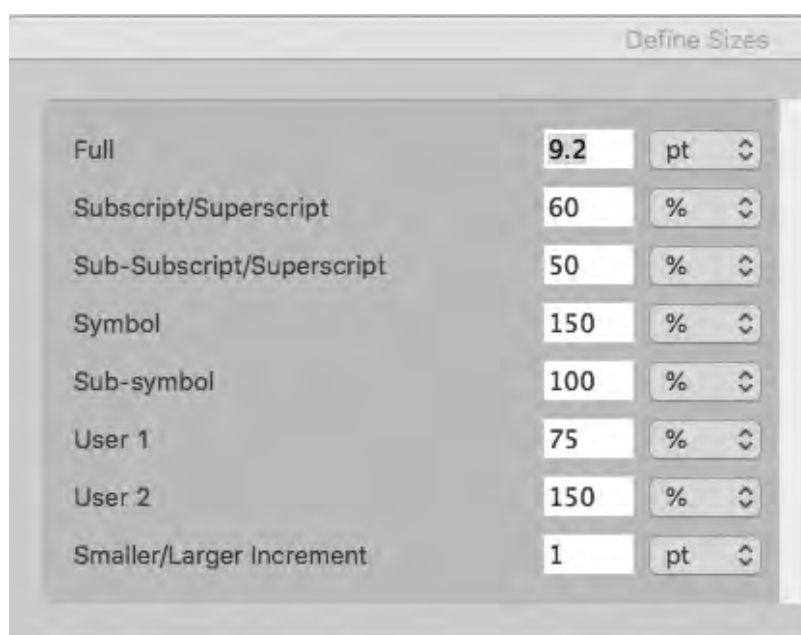 Define Sizes
Full 9.2 pt
Subscript/Superscript 60 %
Sub-Subscript/Superscript 50 %
Symbol 150 %
Sub-symbol 100 %
User 1 75 %
User 2 150 %
Smaller/Larger Increment 1 pt